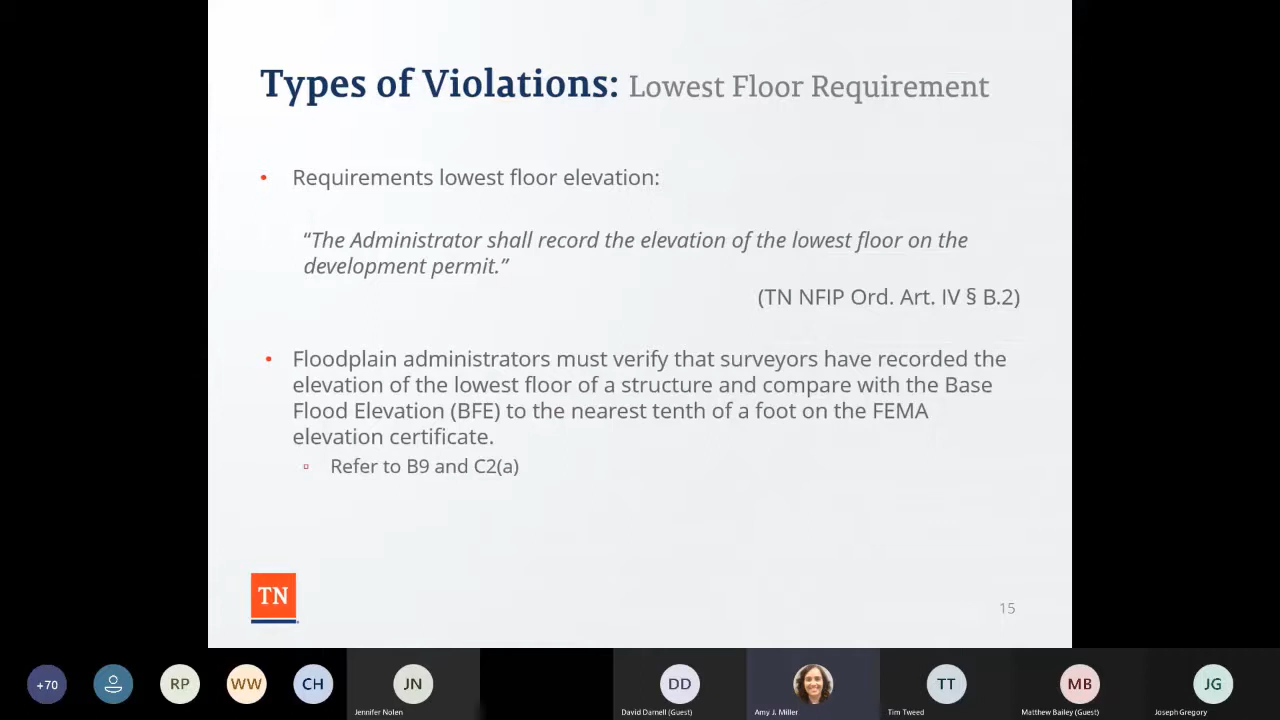 Types of Violations: Lowest Floor Requirement
• Requirements lowest floor elevation:
“The Administrator shall record the elevation of the lowest floor on the
development permit.”
(TN NFIP Ord. Art. IV § B.2)
• Floodplain administrators must verify that surveyors have recorded the
elevation of the lowest floor of a structure and compare with the Base
Flood Elevation (BFE) to the nearest tenth of a foot on the FEMA
elevation certificate.
▫ Refer to B9 and C2(a)
TN
15
+70 RP WW CH JN DD TT MB JG
Jennifer Nolen David Darnell (Guest) Amy J. Miller Tim Tweed Matthew Bailey (Guest) Joseph Gregory